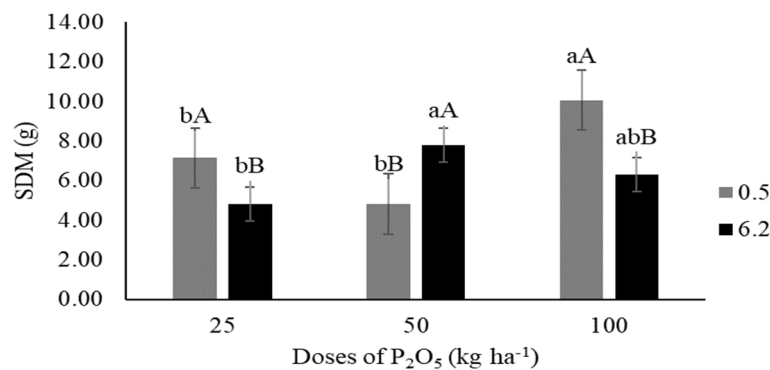 14.00
12.00
10.00
8.00
6.00
4.00
2.00
0.00
SDM (g)
bA
bB
bB
aA
aA
abB
25
50
100
Doses of P₂O₅ (kg ha⁻¹)
0.5
6.2